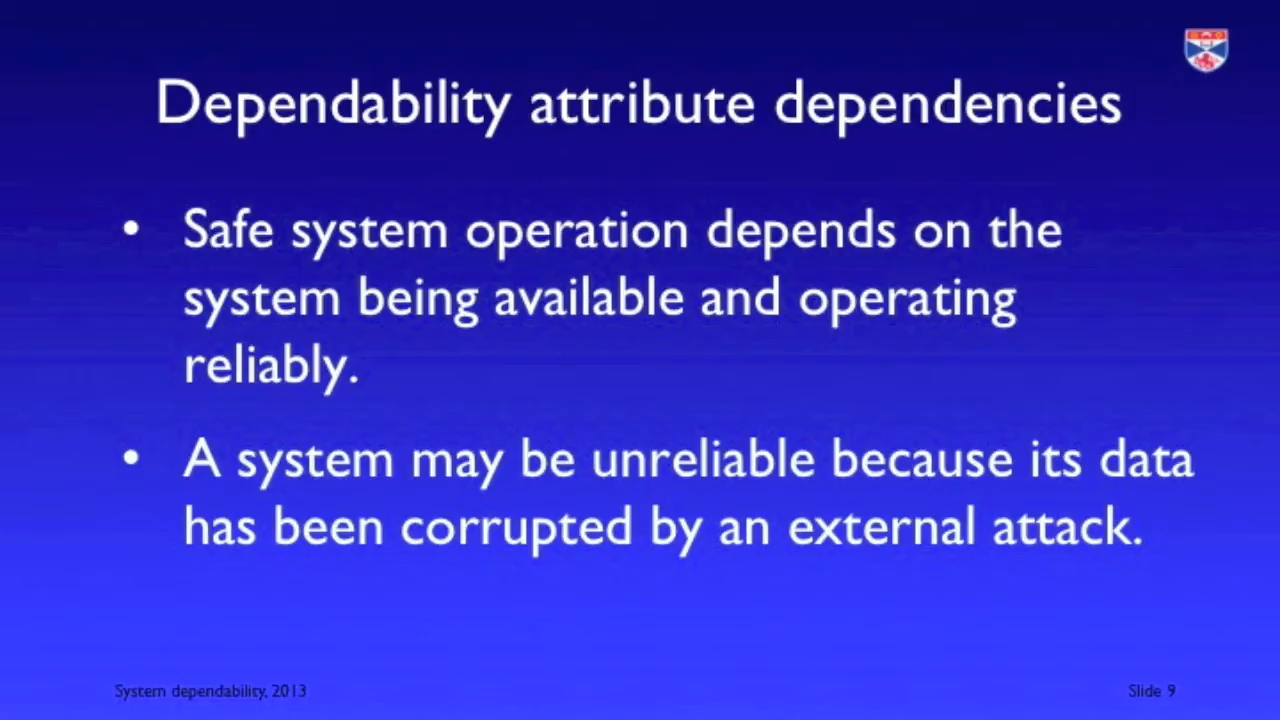 Dependability attribute dependencies
• Safe system operation depends on the
system being available and operating
reliably.
• A system may be unreliable because its data
has been corrupted by an external attack.
System dependability, 2013
Slide 9